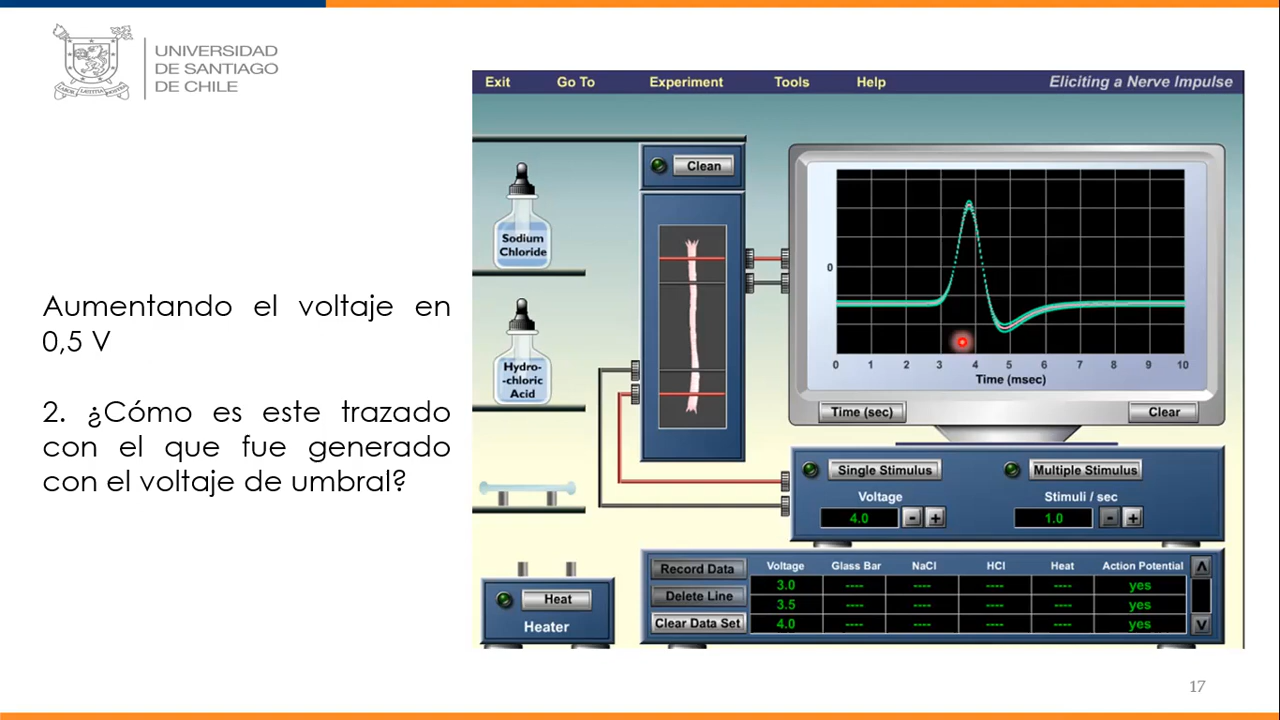 UNIVERSIDAD
DE SANTIAGO
DE CHILE
Aumentando el voltaje en
0,5 V
2. ¿Cómo es este trazado
con el que fue generado
con el voltaje de umbral?
Exit Go To Experiment Tools Help Eliciting a Nerve Impulse
Clean
Sodium
Chloride
Hydro-
-chloric
Acid
0
0 1 2 3 4 5 6 7 8 9 10
Time (msec)
Time (sec) Clear
Single Stimulus Multiple Stimulus
Voltage Stimuli / sec
4.0 - + 1.0 - +
Heat
Heater
Record Data
Delete Line
Clear Data Set
Voltage Glass Bar NaCl HCl Heat Action Potential
3.0 ---- ---- ---- ---- yes
3.5 ---- ---- ---- ---- yes
4.0 ---- ---- ---- ---- yes
17